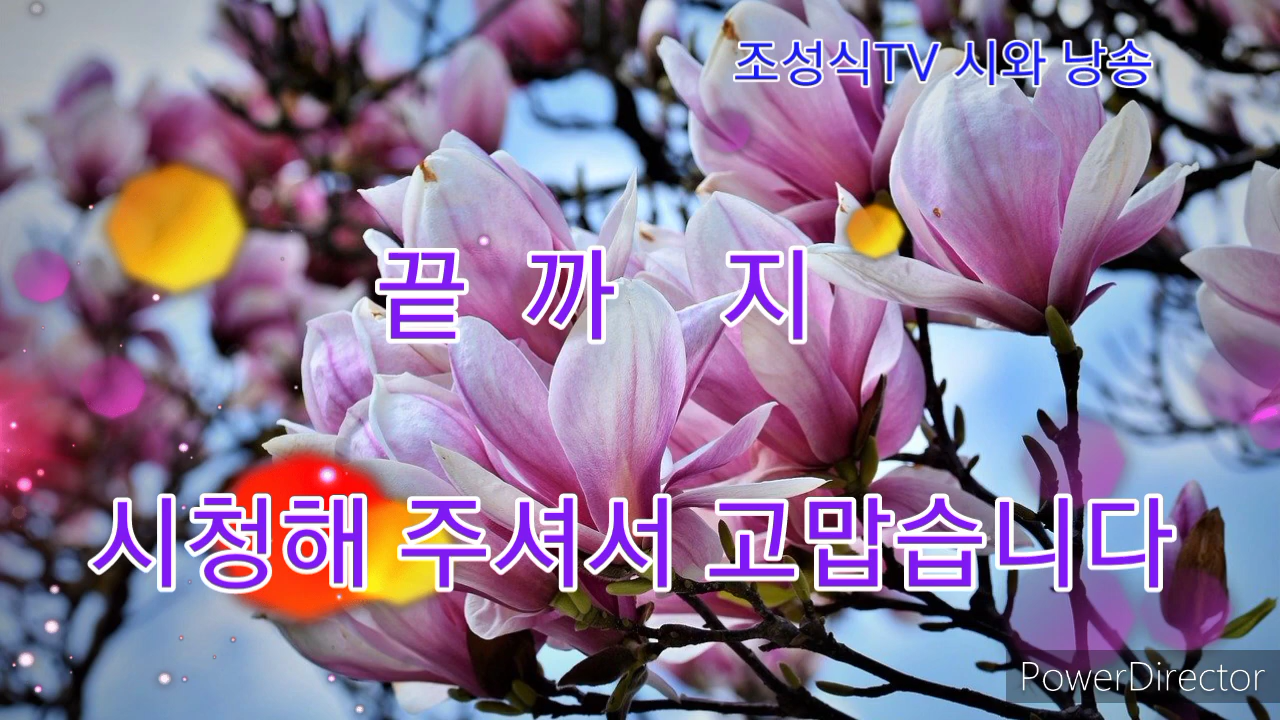 조성식TV 시와 낭송
끝 까 지
시청해 주셔서 고맙습니다
PowerDirector